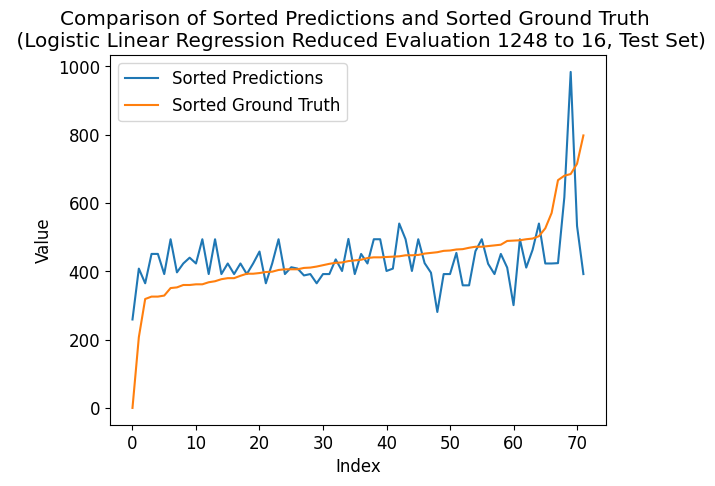 Comparison of Sorted Predictions and Sorted Ground Truth
(Logistic Linear Regression Reduced Evaluation 1248 to 16, Test Set)
Sorted Predictions
Sorted Ground Truth
1000
800
600
400
200
0
Value
0 10 20 30 40 50 60 70
Index